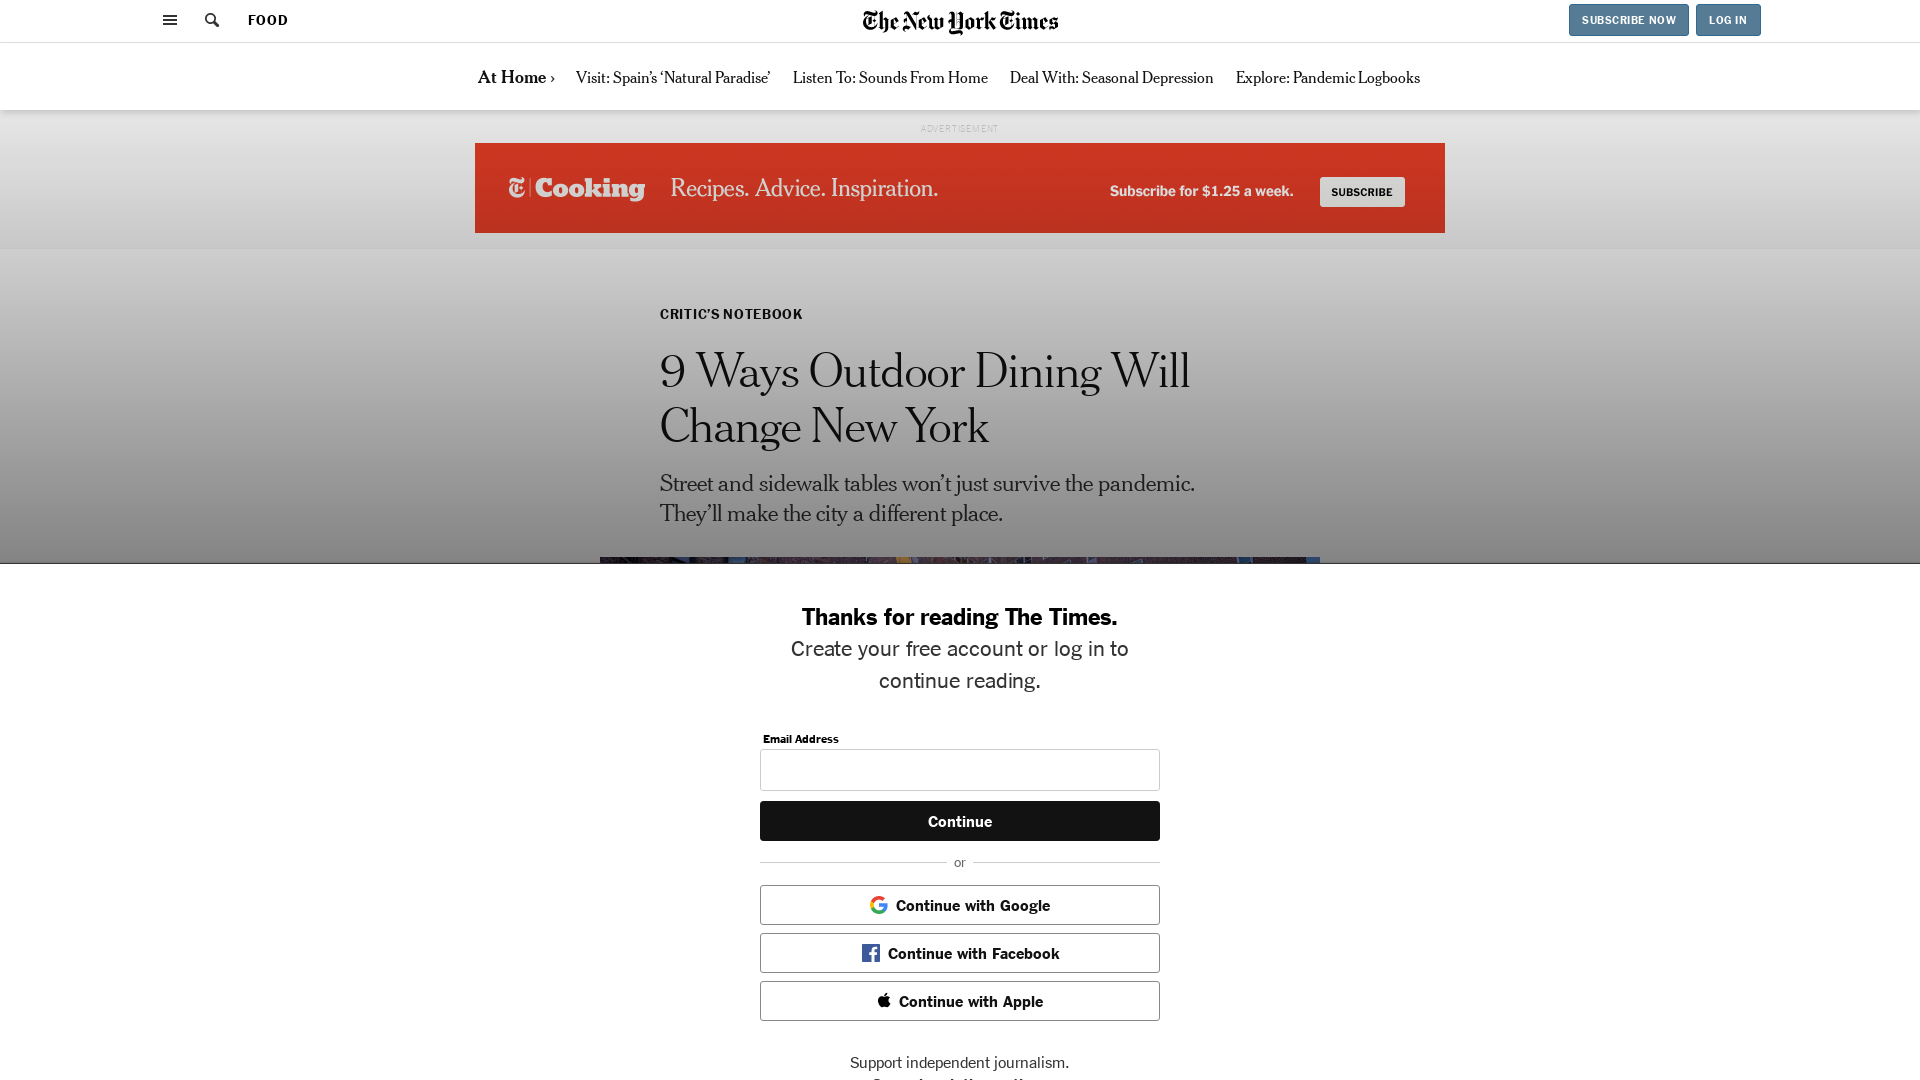 FOOD
The New York Times
SUBSCRIBE NOW
LOG IN
At Home ›
Visit: Spain’s ‘Natural Paradise’
Listen To: Sounds From Home
Deal With: Seasonal Depression
Explore: Pandemic Logbooks
ADVERTISEMENT
T Cooking
Recipes. Advice. Inspiration.
Subscribe for $1.25 a week.
SUBSCRIBE
CRITIC’S NOTEBOOK
9 Ways Outdoor Dining Will
Change New York
Street and sidewalk tables won’t just survive the pandemic.
They’ll make the city a different place.
Thanks for reading The Times.
Create your free account or log in to
continue reading.
Email Address
Continue
or
Continue with Google
Continue with Facebook
Continue with Apple
Support independent journalism.